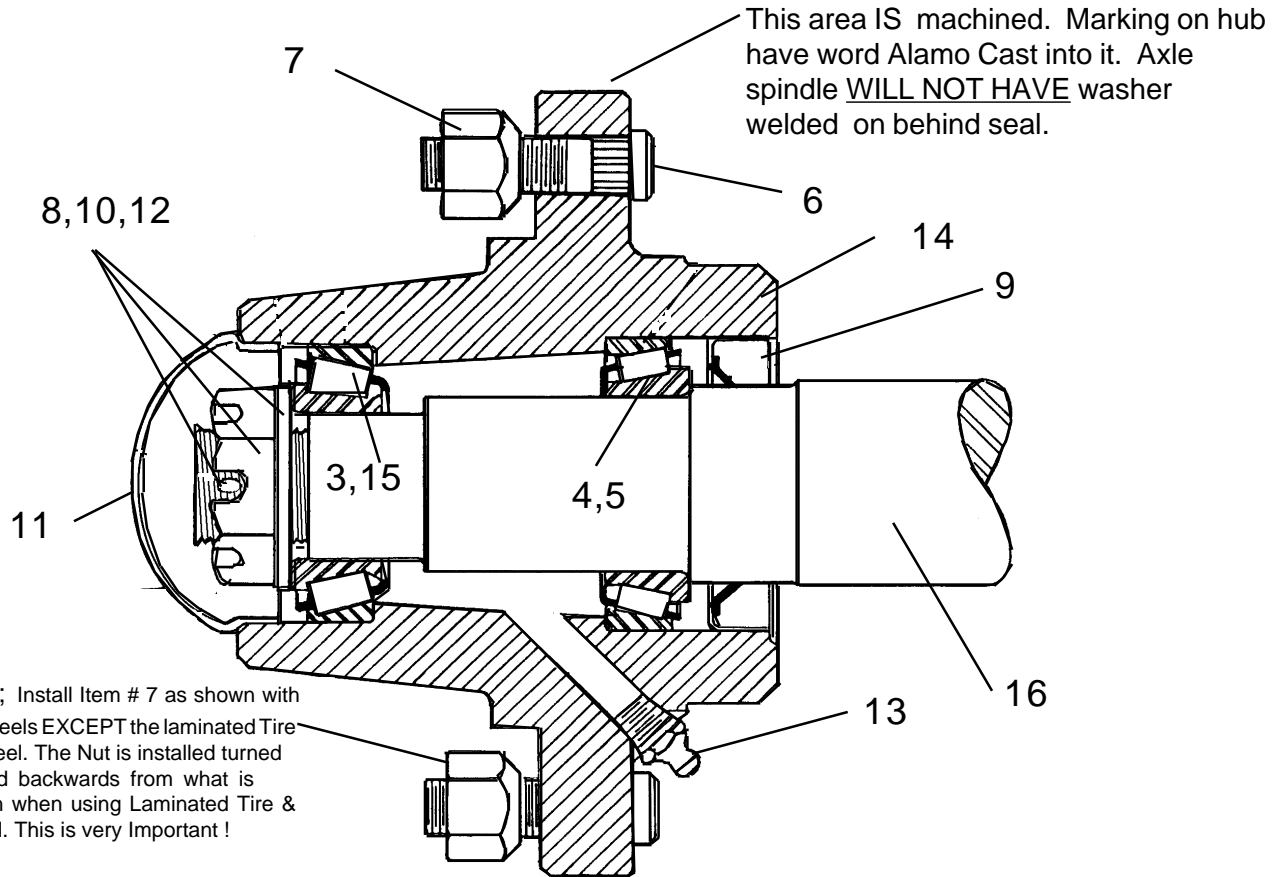 This area IS machined. Marking on hub
have word Alamo Cast into it. Axle
spindle WILL NOT HAVE washer
welded on behind seal.
7
6
8,10,12
14
9
3,15
4,5
11
16
13
; Install Item # 7 as shown with
EXCEPT the laminated Tire
The Nut is installed turned
backwards from what is
when using Laminated Tire &
This is very Important !